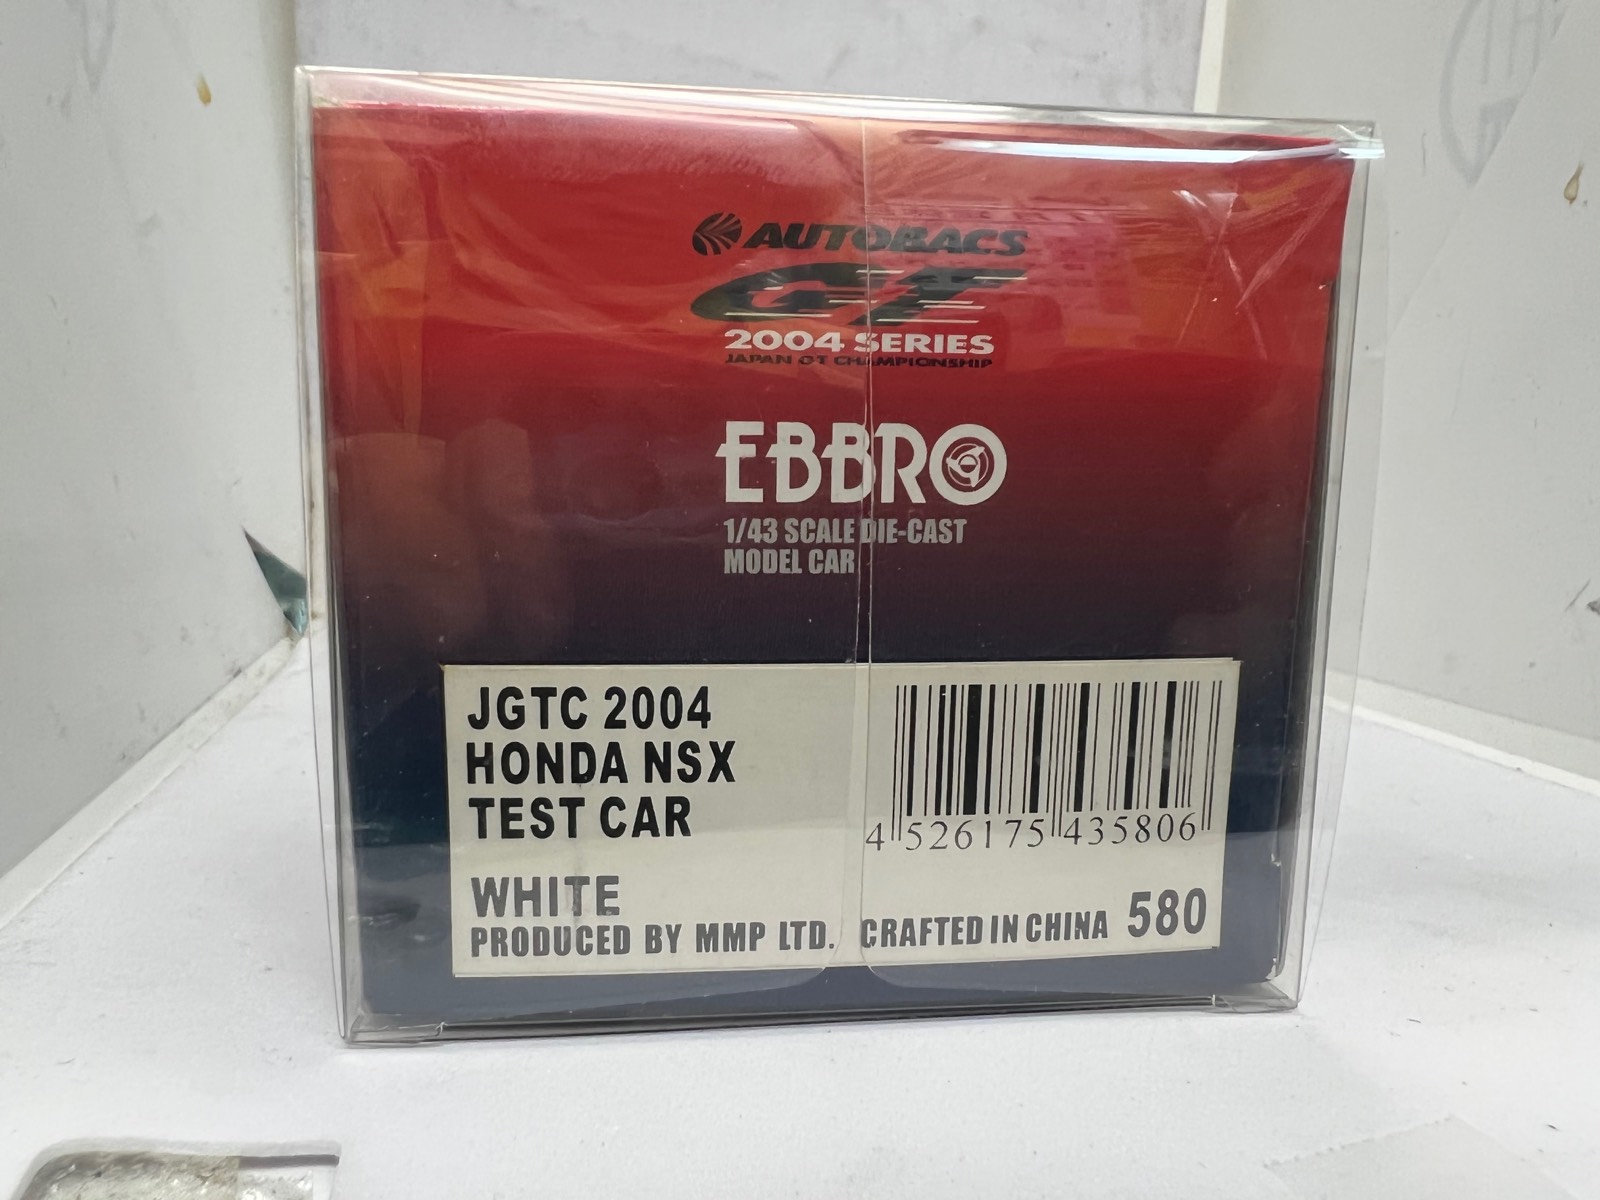 AUTOBACS
GT
2004 SERIES
JAPAN GT CHAMPIONSHIP
EBBRO
1/43 SCALE DIE-CAST
MODEL CAR
JGTC 2004
HONDA NSX
TEST CAR
4 526175 435806
WHITE
PRODUCED BY MMP LTD. CRAFTED IN CHINA 580